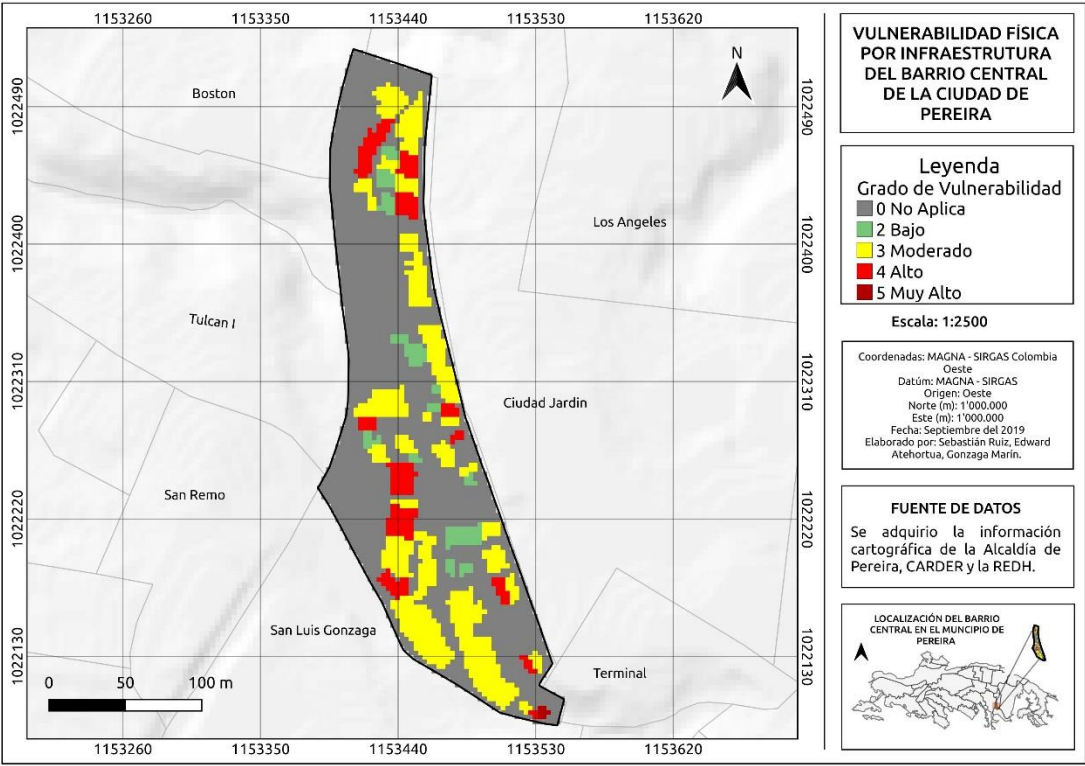 1153260 1153350 1153440 1153530 1153620
N
Boston
1022490 1022490
Los Angeles
1022400 1022400
Tulcan I
1022310 1022310
Ciudad Jardin
San Remo
1022220 1022220
San Luis Gonzaga
1022130 1022130
Terminal
0 50 100 m
1153260 1153350 1153440 1153530 1153620
VULNERABILIDAD FÍSICA
POR INFRAESTRUTURA
DEL BARRIO CENTRAL
DE LA CIUDAD DE
PEREIRA
Leyenda
Grado de Vulnerabilidad
0 No Aplica
2 Bajo
3 Moderado
4 Alto
5 Muy Alto
Escala: 1:2500
Coordenadas: MAGNA - SIRGAS Colombia
Oeste
Datúm: MAGNA - SIRGAS
Origen: Oeste
Norte (m): 1'000.000
Este (m): 1'000.000
Fecha: Septiembre del 2019
Elaborado por: Sebastián Ruiz, Edward
Atehortua, Gonzaga Marín.
FUENTE DE DATOS
Se adquirio la información
cartográfica de la Alcaldía de
Pereira, CARDER y la REDH.
LOCALIZACIÓN DEL BARRIO
CENTRAL EN EL MUNCIPIO DE
PEREIRA